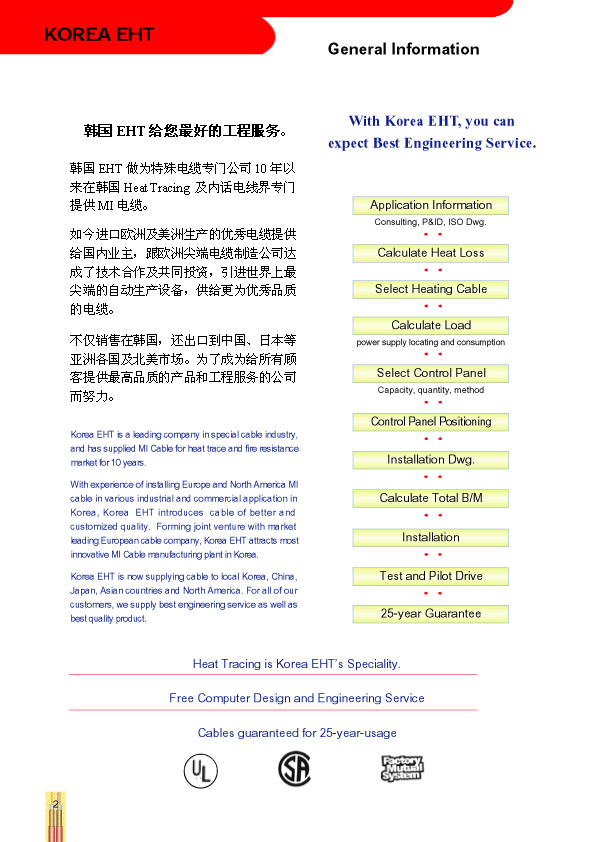 KOREA EHT
General Information
韩国 EHT 给您最好的工程服务。
韩国 EHT 做为特殊电缆专门公司 10 年以
来在韩国 Heat Tracing 及内话电线界专门
提供 MI 电缆。
如今进口欧洲及美洲生产的优秀电缆提供
给国内业主，跟欧洲尖端电缆制造公司达
成了技术合作及共同投资，引进世界上最
尖端的自动生产设备，供给更为优秀品质
的电缆。
不仅销售在韩国，还出口到中国、日本等
亚洲各国及北美市场。为了成为给所有顾
客提供最高品质的产品和工程服务的公司
而努力。
Korea EHT is a leading company in special cable industry,
and has supplied MI Cable for heat trace and fire resistance
market for 10 years.
With experience of installing Europe and North America MI
cable in various industrial and commercial application in
Korea, Korea EHT introduces cable of better and
customized quality. Forming joint venture with market
leading European cable company, Korea EHT attracts most
innovative MI Cable manufacturing plant in Korea.
Korea EHT is now supplying cable to local Korea, China,
Japan, Asian countries and North America. For all of our
customers, we supply best engineering service as well as
best quality product.
With Korea EHT, you can
expect Best Engineering Service.
Application Information
Consulting, P&ID, ISO Dwg.
Calculate Heat Loss
Select Heating Cable
Calculate Load
power supply locating and consumption
Select Control Panel
Capacity, quantity, method
Control Panel Positioning
Installation Dwg.
Calculate Total B/M
Installation
Test and Pilot Drive
25-year Guarantee
Heat Tracing is Korea EHT`s Speciality.
Free Computer Design and Engineering Service
Cables guaranteed for 25-year-usage
UL
SA
Factory
Mutual
System
2